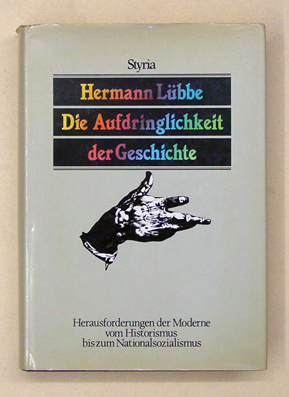 Styria
Hermann Lübbe
Die Aufdringlichkeit
der Geschichte
Herausforderungen der Moderne
vom Historismus
bis zum Nationalsozialismus